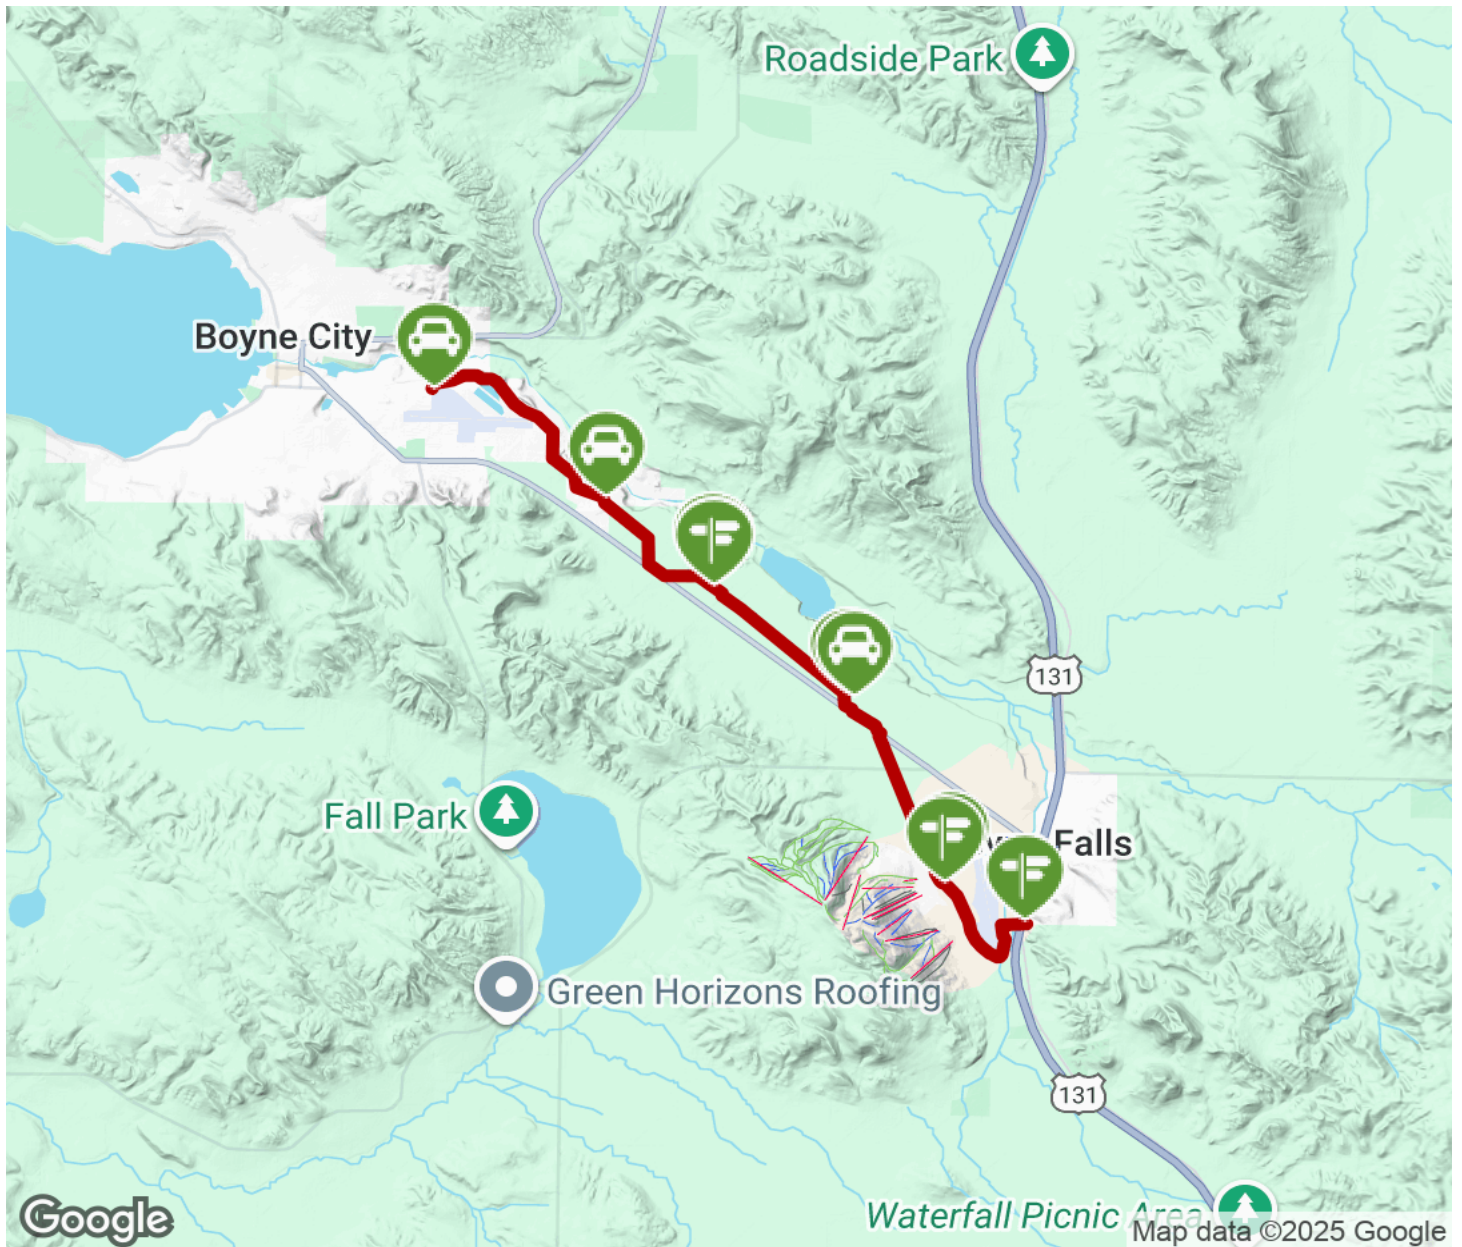 Roadside Park
Boyne City
131
Fall Park
Falls
Green Horizons Roofing
131
Waterfall Picnic Area
Google
Map data ©2025 Google